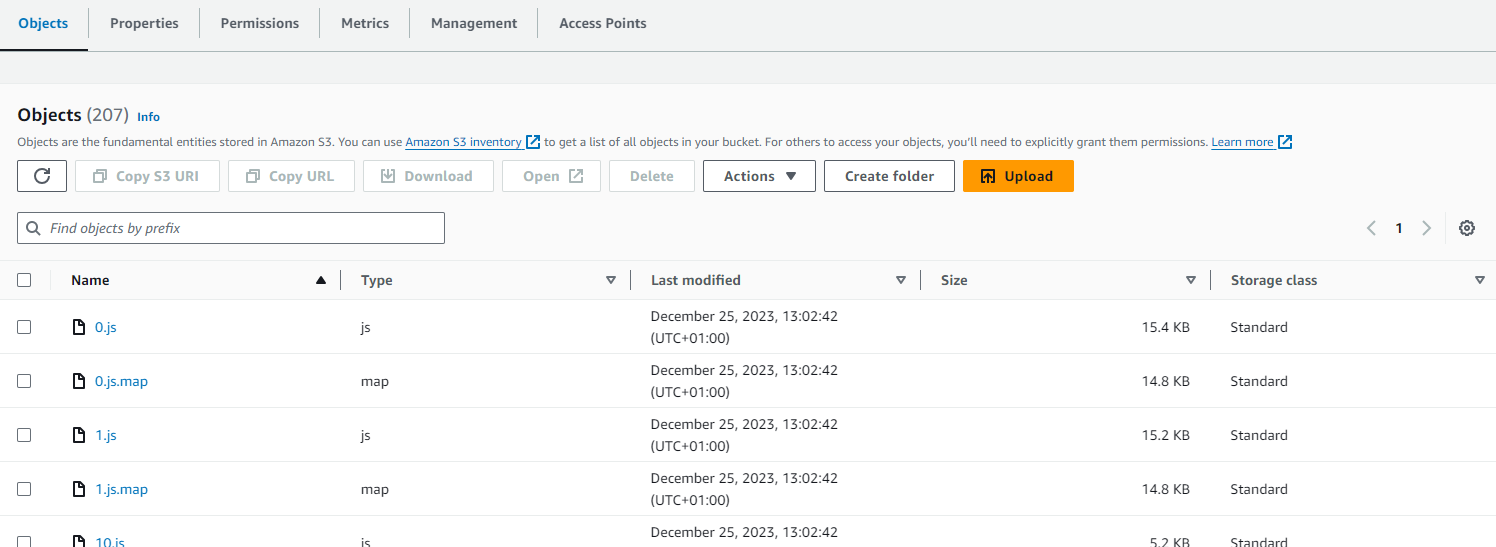 Objects Properties Permissions Metrics Management Access Points
Objects (207) Info
Objects are the fundamental entities stored in Amazon S3. You can use Amazon S3 inventory to get a list of all objects in your bucket. For others to access your objects, you'll need to explicitly grant them permissions. Learn more
Copy S3 URI Copy URL Download Open Delete Actions Create folder Upload
Find objects by prefix 1
Name Type Last modified Size Storage class
0.js js December 25, 2023, 13:02:42 (UTC+01:00) 15.4 KB Standard
0.js.map map December 25, 2023, 13:02:42 (UTC+01:00) 14.8 KB Standard
1.js js December 25, 2023, 13:02:42 (UTC+01:00) 15.2 KB Standard
1.js.map map December 25, 2023, 13:02:42 (UTC+01:00) 14.8 KB Standard
10.js js December 25, 2023, 13:02:42 5.2 KB Standard